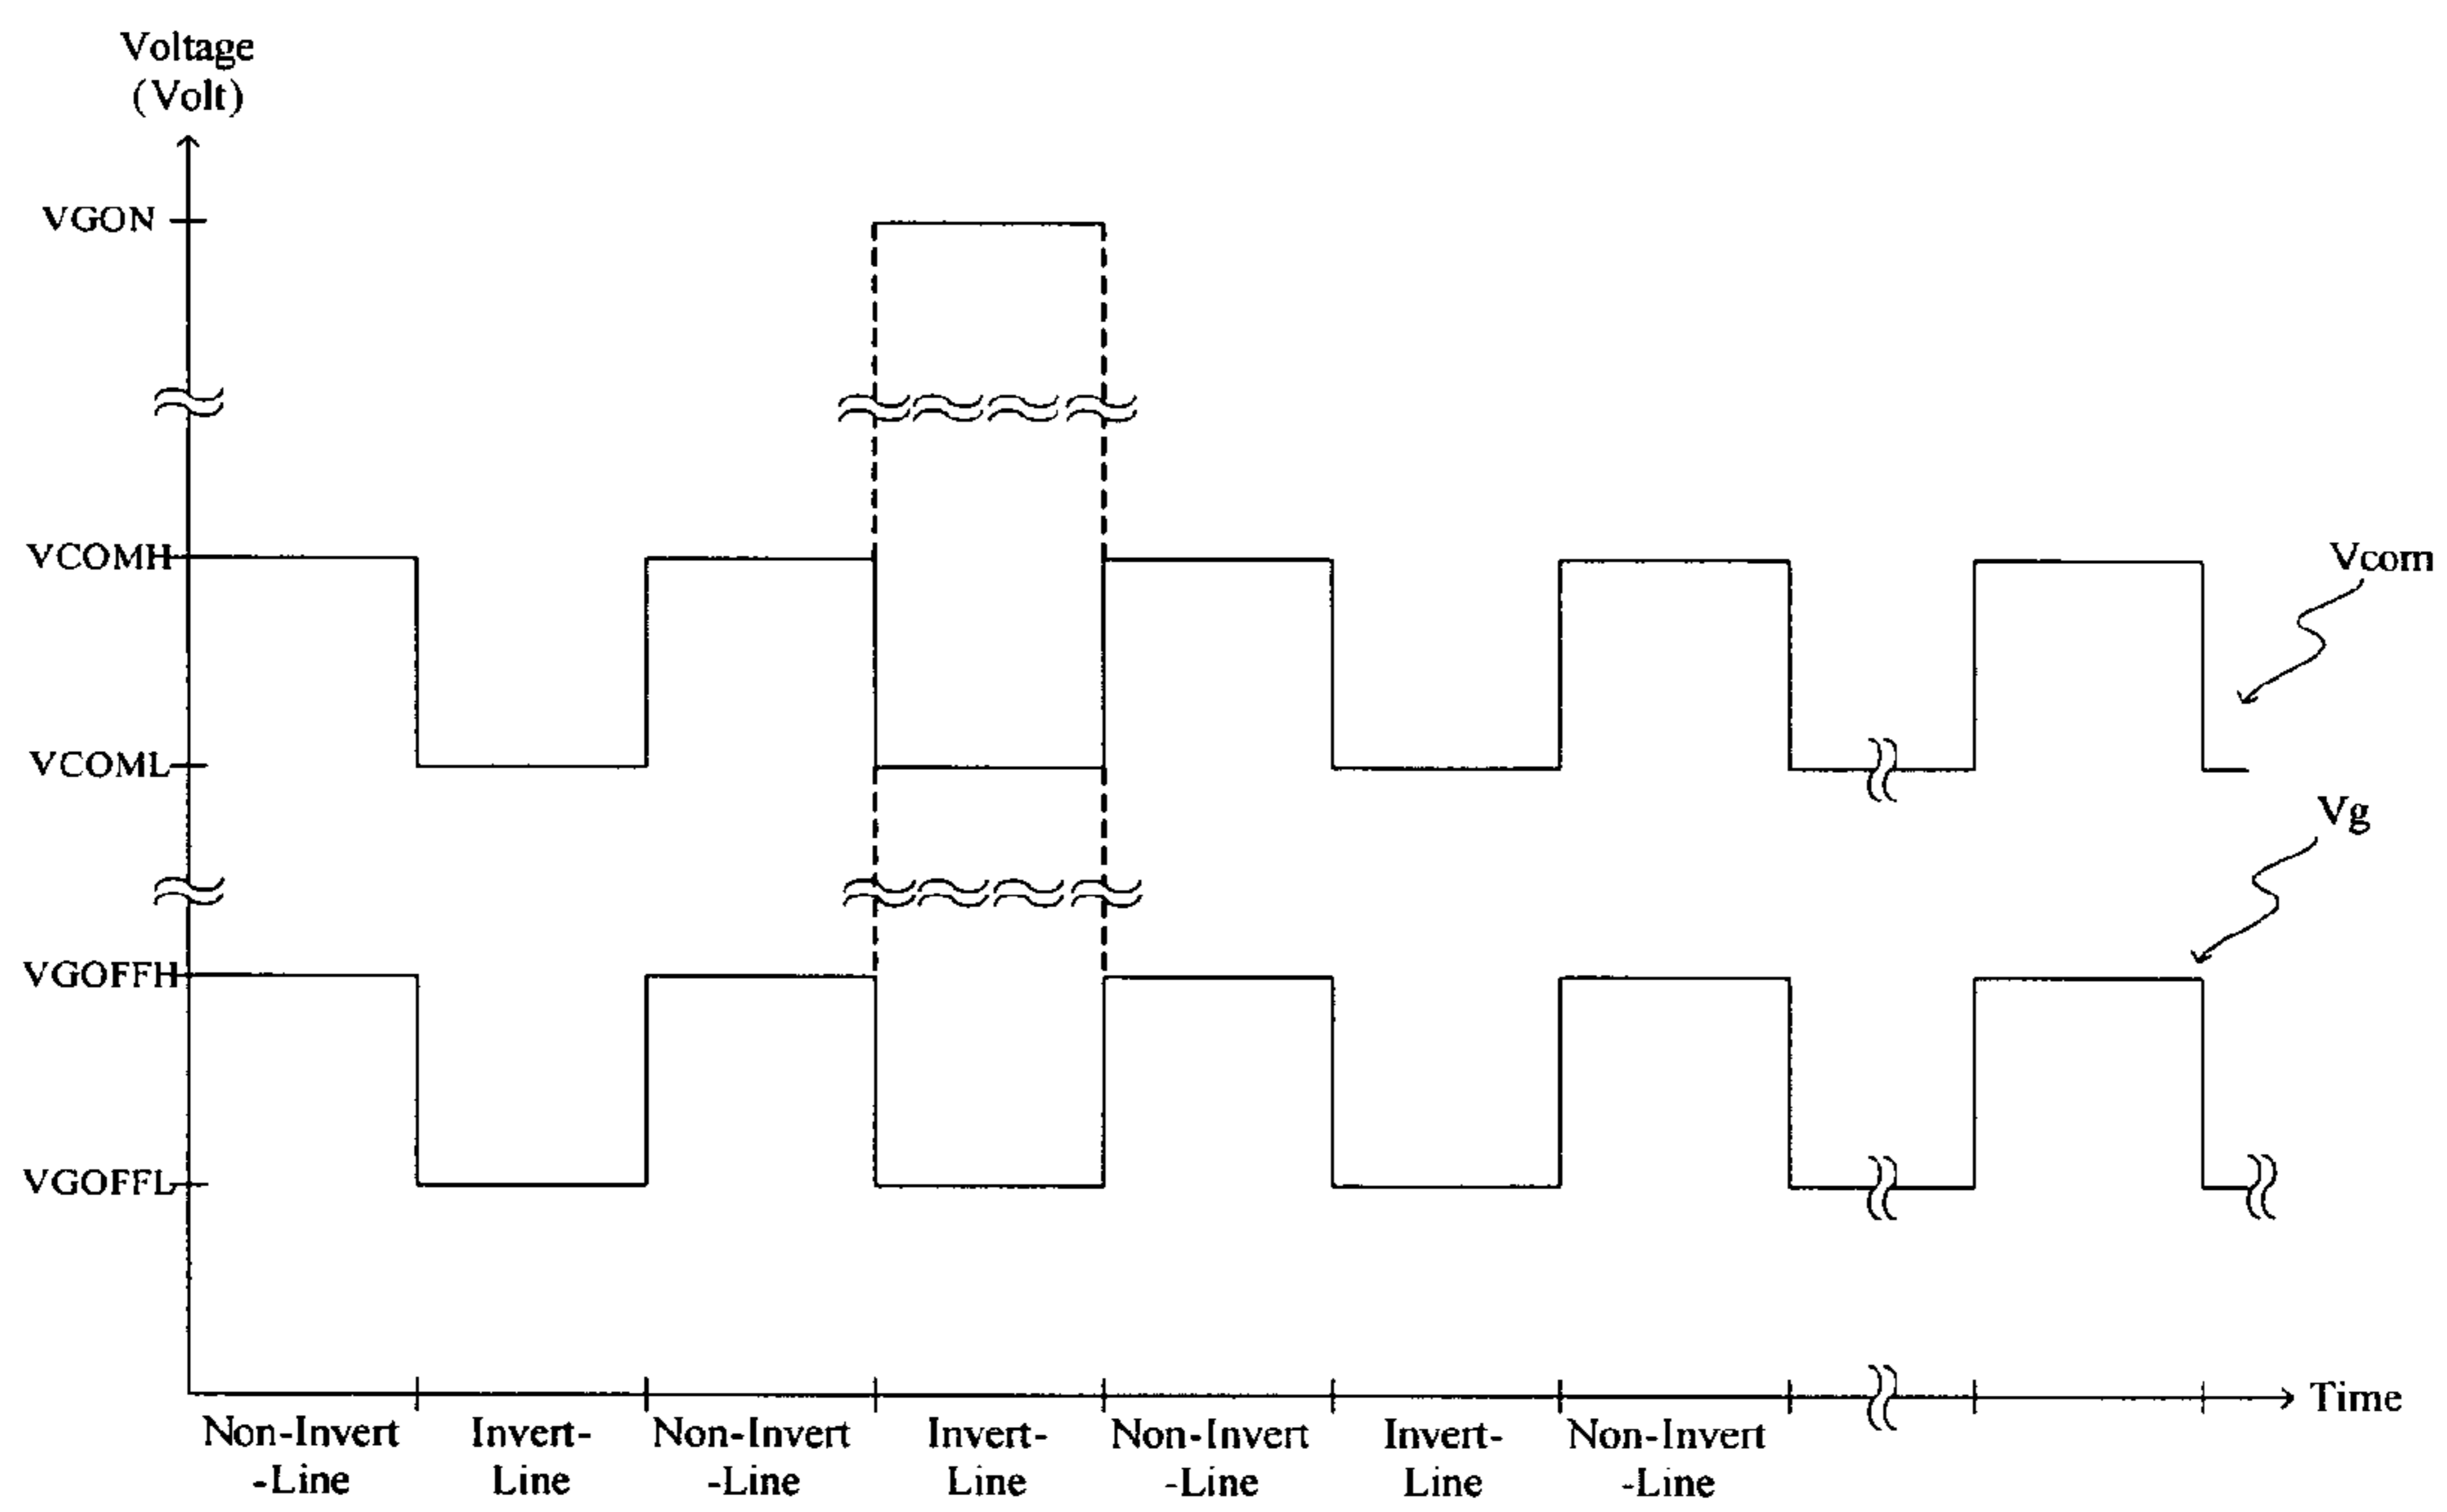 Voltage
(Volt)
VGON
VCOMH
Vcom
VCOML
Vg
VGOFFH
VGOFFL
Time
Non-Invert
-Line
Invert-
Line
Non-Invert
-Line
Invert-
Line
Non-Invert
-Line
Invert-
Line
Non-Invert
-Line